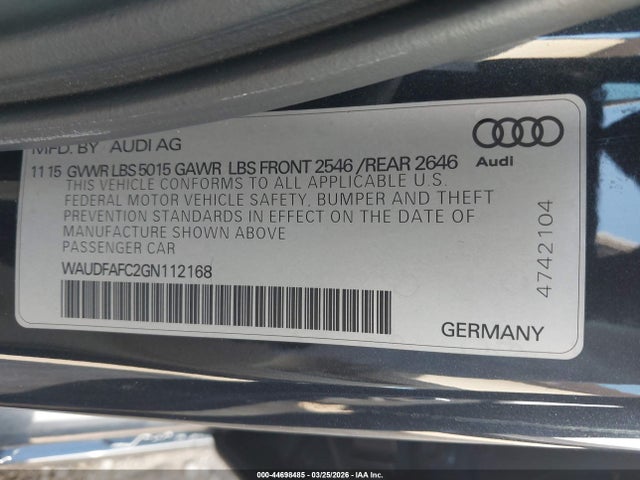 MFD. BY AUDI AG
11 15 GVWR LBS 5015 GAWR LBS FRONT 2546 /REAR 2646
THIS VEHICLE CONFORMS TO ALL APPLICABLE U.S.
FEDERAL MOTOR VEHICLE SAFETY, BUMPER AND THEFT
PREVENTION STANDARDS IN EFFECT ON THE DATE OF
MANUFACTURE SHOWN ABOVE
PASSENGER CAR
WAUDFAFC2GN112168
Audi
4742104
GERMANY
000-44698485 - 03/25/2026 - IAA Inc.